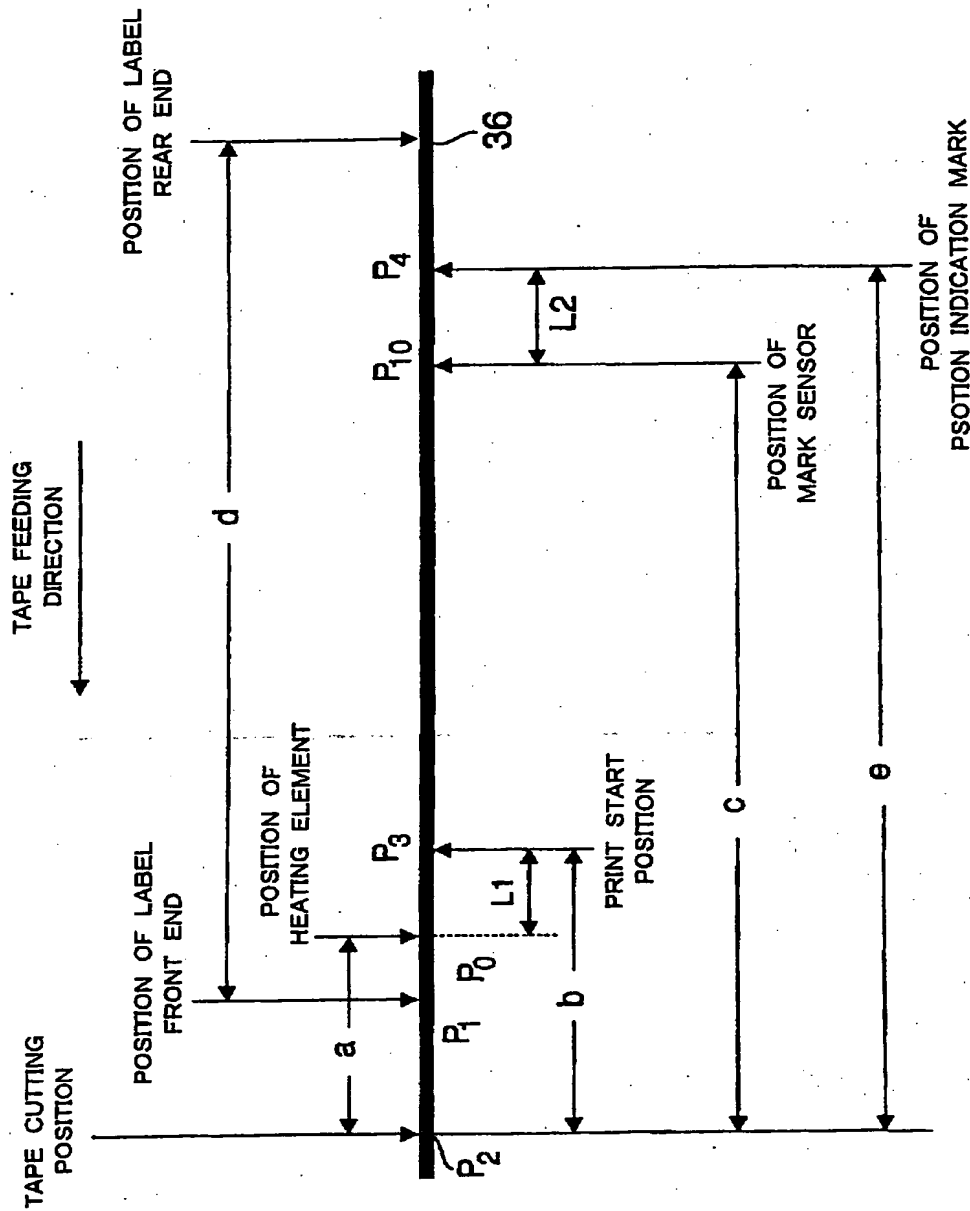 TAPE FEEDING
DIRECTION
TAPE CUTTING
POSITION
POSITION OF LABEL
FRONT END
POSITION OF
HEATING ELEMENT
POSITION OF LABEL
REAR END
a
d
P2
P1
P0
P3
P10
P4
36
L1
L2
b
PRINT START
POSITION
c
POSITION OF
MARK SENSOR
e
POSITION OF
PSOTION INDICATION MARK